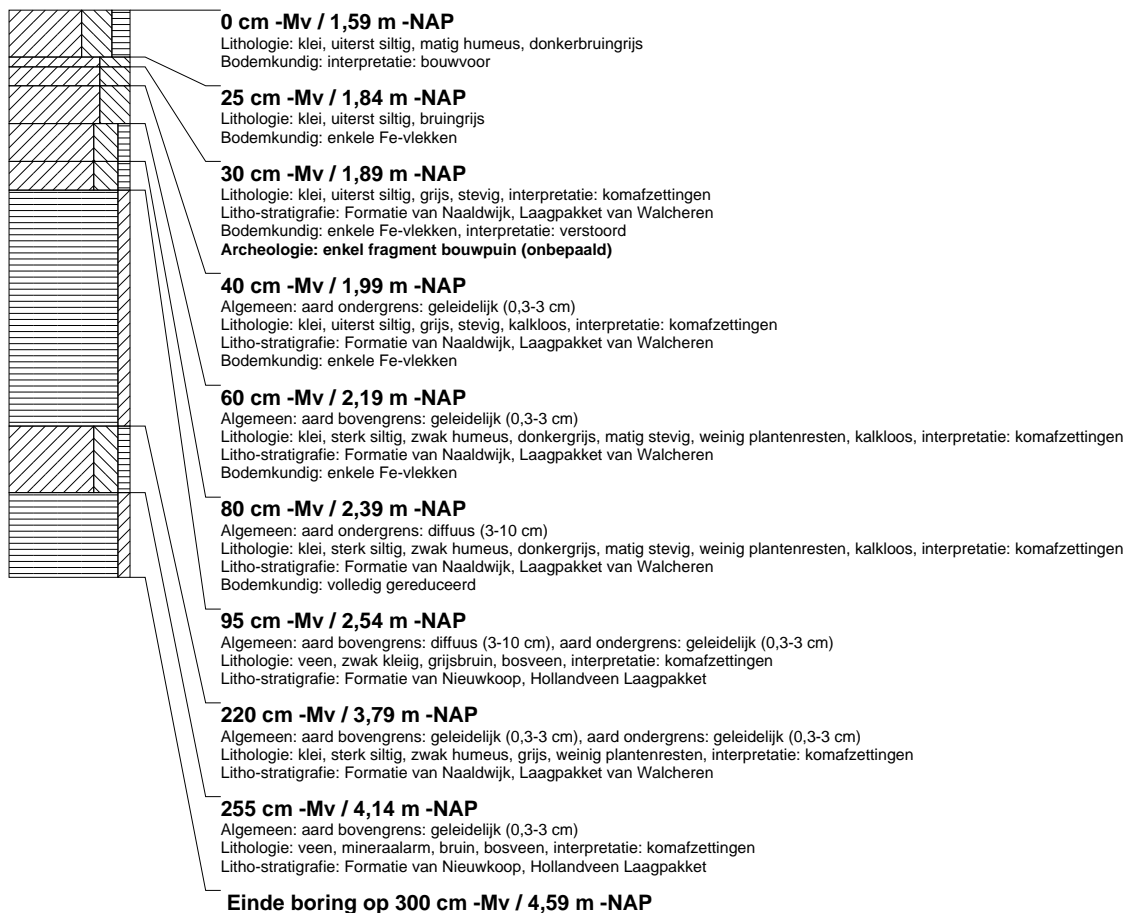 0 cm -Mv / 1,59 m -NAP
Lithologie: klei, uiterst siltig, matig humeus, donkerbruingrijs
Bodemkundig: interpretatie: bouwvoor
25 cm -Mv / 1,84 m -NAP
Lithologie: klei, uiterst siltig, bruingrijs
Bodemkundig: enkele Fe-vlekken
30 cm -Mv / 1,89 m -NAP
Lithologie: klei, uiterst siltig, grijs, stevig, interpretatie: komafzettingen
Litho-stratigrafie: Formatie van Naaldwijk, Laagpakket van Walcheren
Bodemkundig: enkele Fe-vlekken, interpretatie: verstoord
Archeologie: enkel fragment bouwpuin (onbepaald)
40 cm -Mv / 1,99 m -NAP
Algemeen: aard ondergrens: geleidelijk (0,3-3 cm)
Lithologie: klei, uiterst siltig, grijs, stevig, kalkloos, interpretatie: komafzettingen
Litho-stratigrafie: Formatie van Naaldwijk, Laagpakket van Walcheren
Bodemkundig: enkele Fe-vlekken
60 cm -Mv / 2,19 m -NAP
Algemeen: aard bovengrens: geleidelijk (0,3-3 cm)
Lithologie: klei, sterk siltig, zwak humeus, donkergrijs, matig stevig, weinig plantenresten, kalkloos, interpretatie: komafzettingen
Litho-stratigrafie: Formatie van Naaldwijk, Laagpakket van Walcheren
Bodemkundig: enkele Fe-vlekken
80 cm -Mv / 2,39 m -NAP
Algemeen: aard ondergrens: diffuus (3-10 cm)
Lithologie: klei, sterk siltig, zwak humeus, donkergrijs, matig stevig, weinig plantenresten, kalkloos, interpretatie: komafzettingen
Litho-stratigrafie: Formatie van Naaldwijk, Laagpakket van Walcheren
Bodemkundig: volledig gereduceerd
95 cm -Mv / 2,54 m -NAP
Algemeen: aard bovengrens: diffuus (3-10 cm), aard ondergrens: geleidelijk (0,3-3 cm)
Lithologie: veen, zwak kleiig, grijsbruin, bosveen, interpretatie: komafzettingen
Litho-stratigrafie: Formatie van Nieuwkoop, Hollandveen Laagpakket
220 cm -Mv / 3,79 m -NAP
Algemeen: aard bovengrens: geleidelijk (0,3-3 cm), aard ondergrens: geleidelijk (0,3-3 cm)
Lithologie: klei, sterk siltig, zwak humeus, grijs, weinig plantenresten, interpretatie: komafzettingen
Litho-stratigrafie: Formatie van Naaldwijk, Laagpakket van Walcheren
255 cm -Mv / 4,14 m -NAP
Algemeen: aard bovengrens: geleidelijk (0,3-3 cm)
Lithologie: veen, mineraalarm, bruin, bosveen, interpretatie: komafzettingen
Litho-stratigrafie: Formatie van Nieuwkoop, Hollandveen Laagpakket
Einde boring op 300 cm -Mv / 4,59 m -NAP